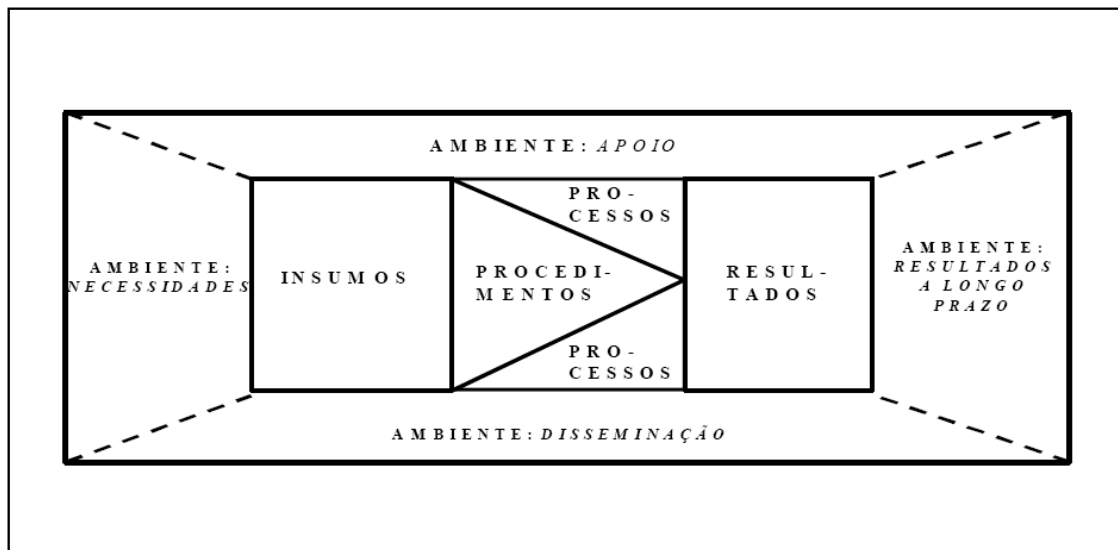 AMBIENTE: APOIO
AMBIENTE:
NECESSIDADES
INSUMOS
PRO-
CESSOS
PROCEDI-
MENTOS
PRO-
CESSOS
RESUL-
TADOS
AMBIENTE:
RESULTADOS
A LONGO
PRAZO
AMBIENTE: DISSEMINAÇÃO